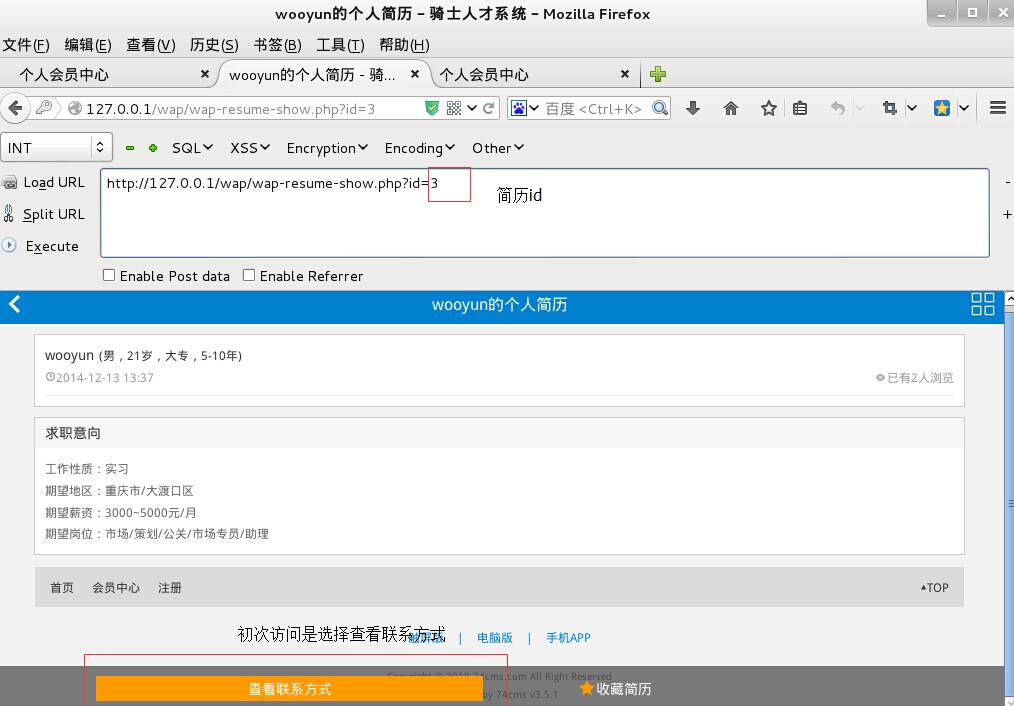 wooyun的个人简历 - 骑士人才系统 - Mozilla Firefox
文件(F) 编辑(E) 查看(V) 历史(S) 书签(B) 工具(T) 帮助(H)
个人会员中心 wooyun的个人简历 - 骑... 个人会员中心
127.0.0.1/wap/wap-resume-show.php?id=3 百度 <Ctrl+K>
INT SQL XSS Encryption Encoding Other
Load URL http://127.0.0.1/wap/wap-resume-show.php?id=3 简历id
Split URL
Execute
Enable Post data Enable Referrer
wooyun的个人简历
wooyun (男，21岁，大专，5-10年)
2014-12-13 13:37 已有2人浏览
求职意向
工作性质：实习
期望地区：重庆市/大渡口区
期望薪资：3000~5000元/月
期望岗位：市场/策划/公关/市场专员/助理
首页 会员中心 注册 TOP
初次访问是选择查看联系方式
| 电脑版 | 手机APP
74cms.com All Right Reserved
查看联系方式 收藏简历
by 74cms v3.5.1